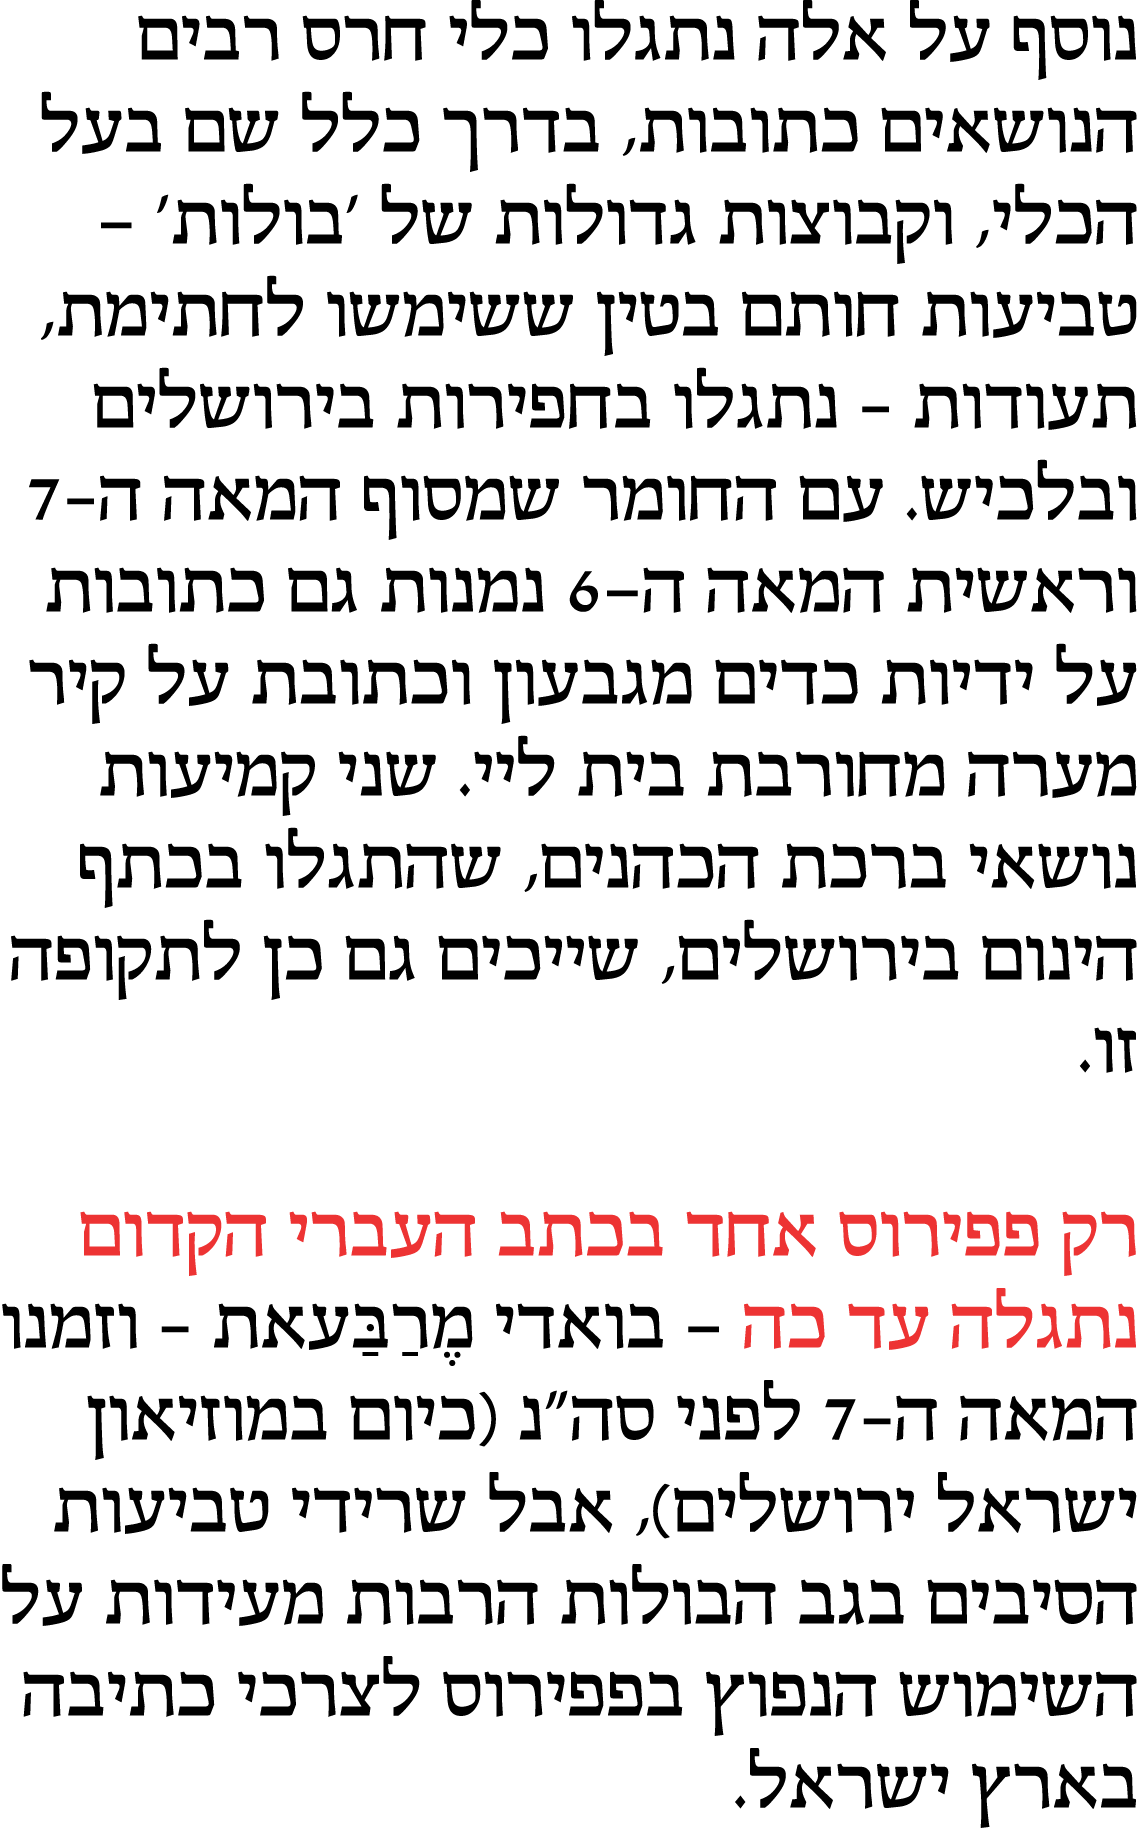 נוסף על אלה נתגלו כלי חרס רבים
הנושאים כתובות, בדרך כלל שם בעל
הכלי, וקבוצות גדולות של 'בולות' –
טביעות חותם בטין ששימשו לחתימת,
תעודות – נתגלו בחפירות בירושלים
ובלכיש. עם החומר שמסוף המאה ה–7
וראשית המאה ה–6 נמנות גם כתובות
על ידיות כדים מגבעון וכתובת על קיר
מערה מחורבת בית ליי. שני קמיעות
נושאי ברכת הכהנים, שהתגלו בכתף
הינום בירושלים, שייכים גם כן לתקופה
זו.
רק פפירוס אחד בכתב העברי הקדום
נתגלה עד כה – בואדי מֶרַבַּעאת – וזמנו
המאה ה–7 לפני סה"נ (כיום במוזיאון
ישראל ירושלים), אבל שרידי טביעות
הסיבים בגב הבולות הרבות מעידות על
השימוש הנפוץ בפפירוס לצרכי כתיבה
בארץ ישראל.